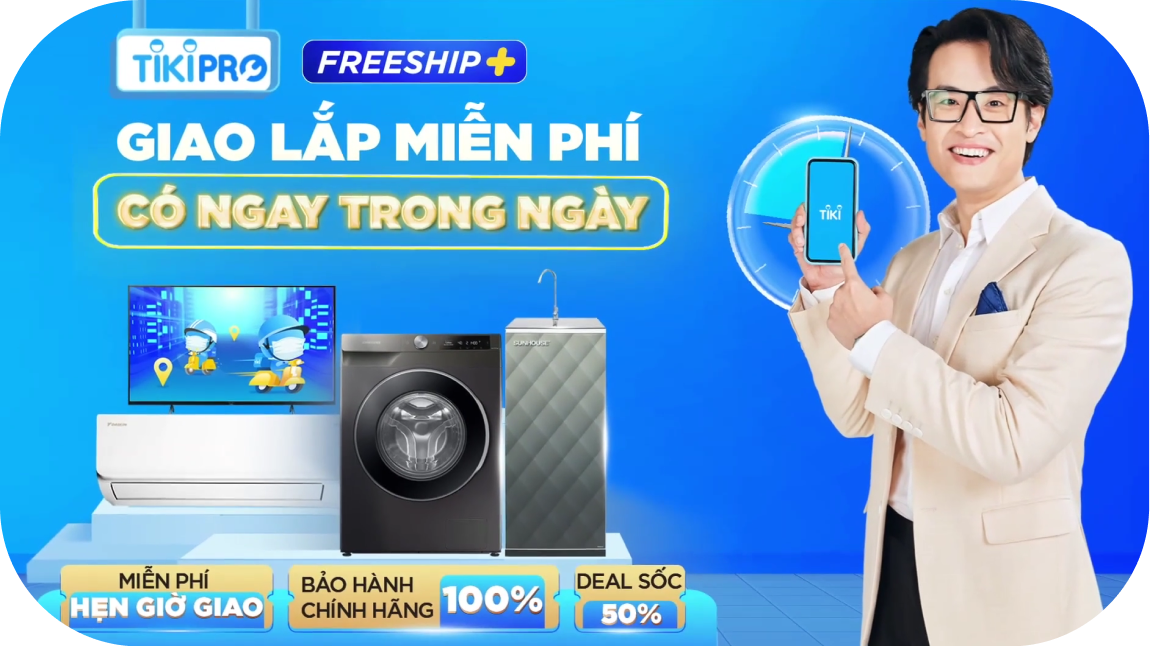 TIKIPRO
FREESHIP+
GIAO LẮP MIỄN PHÍ
CÓ NGAY TRONG NGÀY
TIKI
SUNHOUSE
MIỄN PHÍ
HẸN GIỜ GIAO
BẢO HÀNH
CHÍNH HÃNG
100%
DEAL SỐC
50%